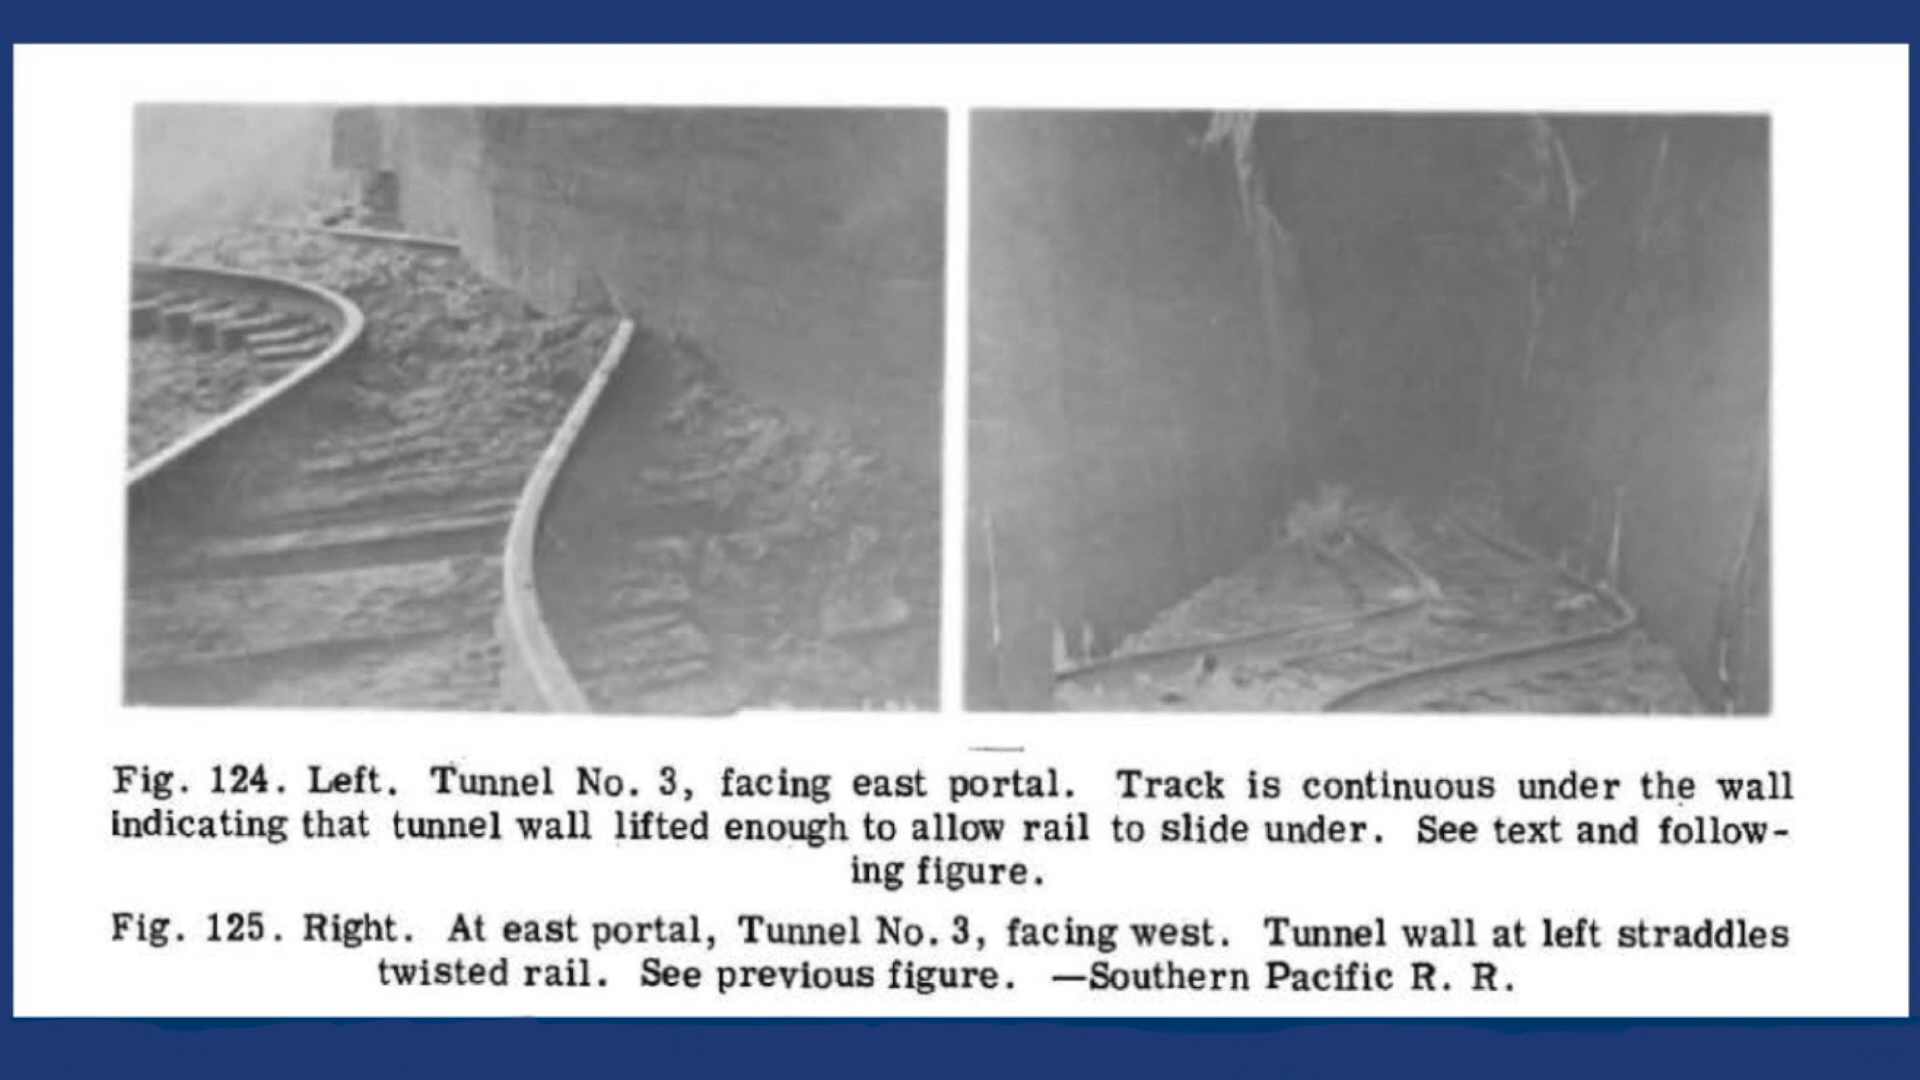 Fig. 124. Left. Tunnel No. 3, facing east portal. Track is continuous under the wall
indicating that tunnel wall lifted enough to allow rail to slide under. See text and follow-
ing figure.
Fig. 125. Right. At east portal, Tunnel No. 3, facing west. Tunnel wall at left straddles
twisted rail. See previous figure. —Southern Pacific R. R.